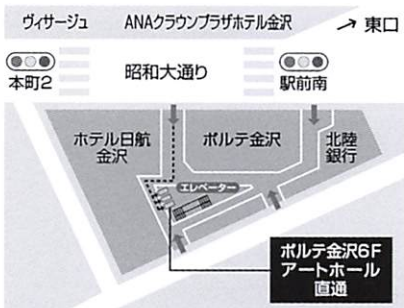 ヴィサージュ ANAクラウンプラザホテル金沢 → 東口
本町2 昭和大通り 駅前南
ホテル日航
金沢
ポルテ金沢
北陸
銀行
エレベーター
ポルテ金沢6F
アートホール
直通